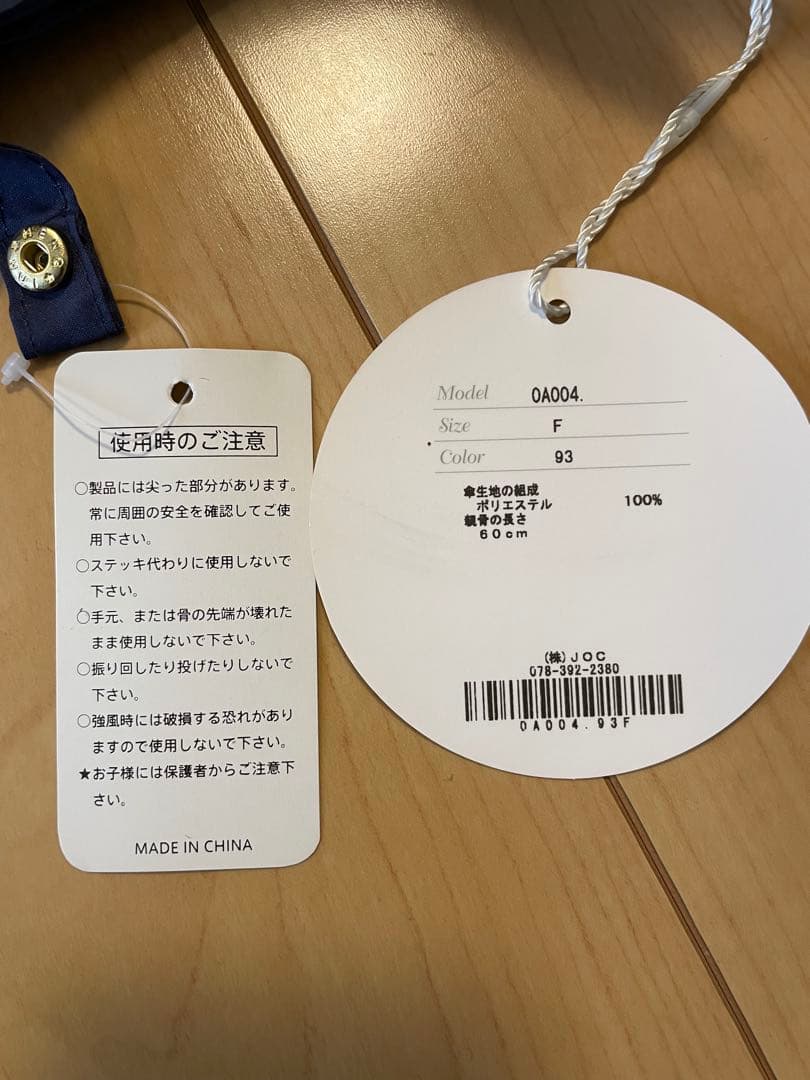 使用時のご注意
○製品には尖った部分があります。
常に周囲の安全を確認してご使
用下さい。
○ステッキ代わりに使用しないで
下さい。
○手元、または骨の先端が壊れた
まま使用しないで下さい。
○振り回したり投げたりしないで
下さい。
○強風時には破損する恐れがあり
ますので使用しないで下さい。
★お子様には保護者からご注意下
さい。
MADE IN CHINA
Model 0A004.
Size F
Color 93
傘生地の組成
ポリエステル 100%
親骨の長さ
60cm
(株)JOC
078-392-2380
0A004.93F